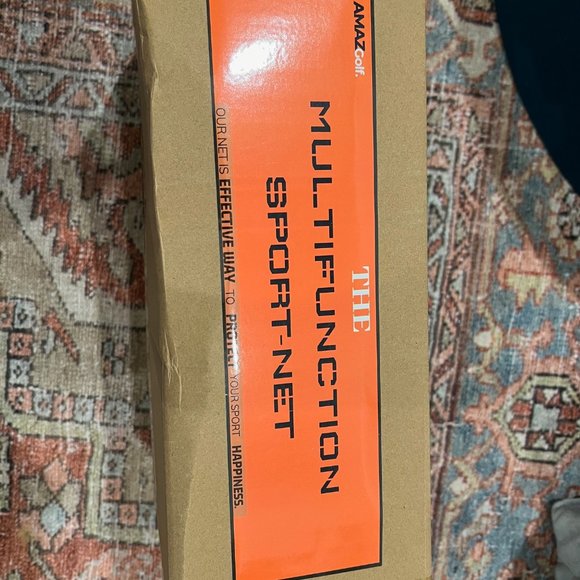 AMAZGolf.
THE
MULTIFUNCTION
SPORT-NET
OUR NET IS EFFECTIVE WAY TO PROTECT YOUR SPORT HAPPINESS.